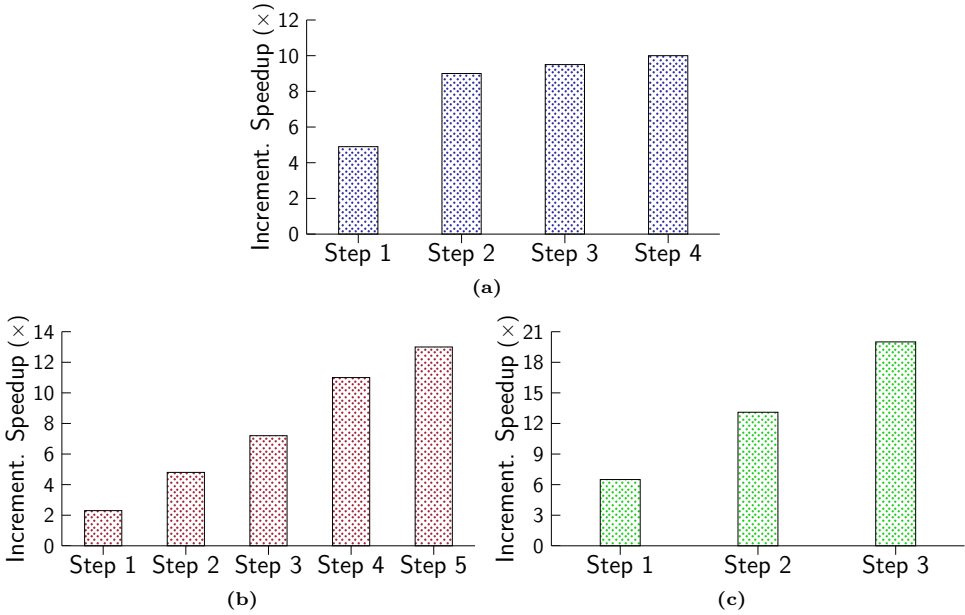 Increment. Speedup (×)
12
10
8
6
4
2
0
Step 1 Step 2 Step 3 Step 4
(a)
Increment. Speedup (×)
14
12
10
8
6
4
2
0
Step 1 Step 2 Step 3 Step 4 Step 5
(b)
Increment. Speedup (×)
21
18
15
12
9
6
3
0
Step 1 Step 2 Step 3
(c)